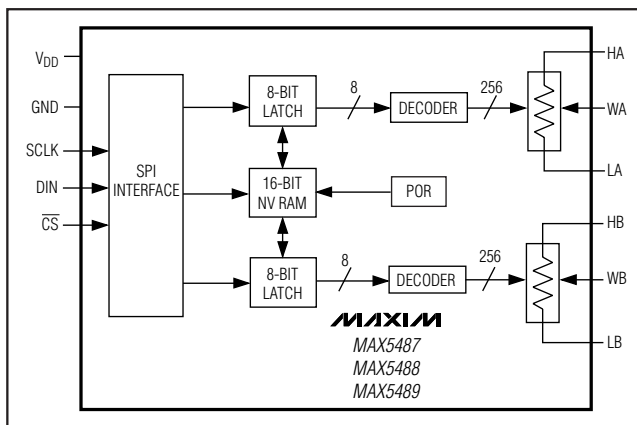 VDD
GND
SCLK
DIN
CS
SPI
INTERFACE
8-BIT
LATCH
8
DECODER
256
HA
WA
LA
16-BIT
NV RAM
POR
8-BIT
LATCH
8
DECODER
256
HB
WB
LB
MAXIM
MAX5487
MAX5488
MAX5489